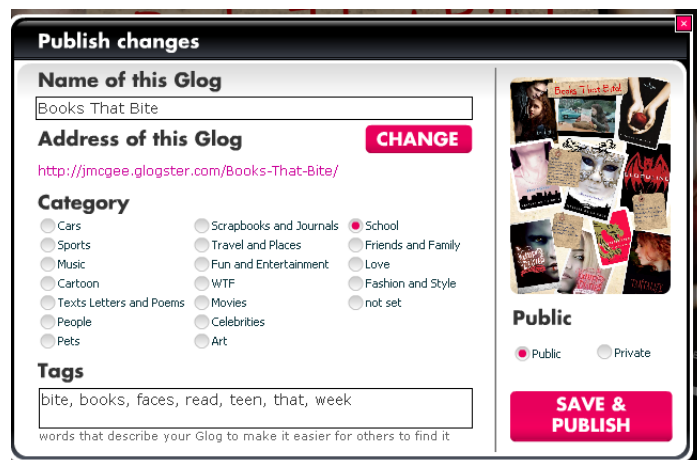 Publish changes
Name of this Glog
Books That Bite
Address of this Glog
CHANGE
http://jmcgee.glogster.com/Books-That-Bite/
Category
Cars
Scrapbooks and Journals
School
Sports
Travel and Places
Friends and Family
Music
Fun and Entertainment
Love
Cartoon
WTF
Fashion and Style
Texts Letters and Poems
Movies
not set
People
Celebrities
Pets
Art
Tags
bite, books, faces, read, teen, that, week
words that describe your Glog to make it easier for others to find it
Books That Bite!
Public
Public
Private
SAVE &
PUBLISH